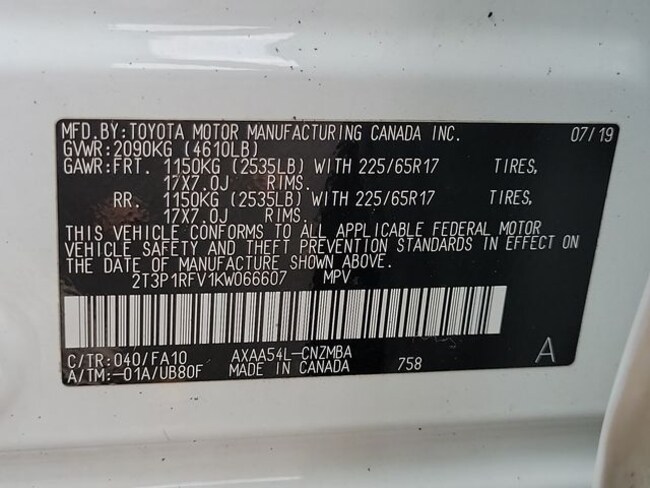 MFD.BY:TOYOTA MOTOR MANUFACTURING CANADA INC. 07/19
GVWR:2090KG (4610LB)
GAWR:FRT. 1150KG (2535LB) WITH 225/65R17 TIRES,
17X7.0J RIMS.
RR. 1150KG (2535LB) WITH 225/65R17 TIRES,
17X7.0J RIMS.
THIS VEHICLE CONFORMS TO ALL APPLICABLE FEDERAL MOTOR
VEHICLE SAFETY AND THEFT PREVENTION STANDARDS IN EFFECT ON
THE DATE OF MANUFACTURE SHOWN ABOVE.
2T3P1RFV1KW066607 MPV
C/TR:040/FA10 AXAA54L-CNZMBA A
A/TM:-01A/UB80F MADE IN CANADA 758